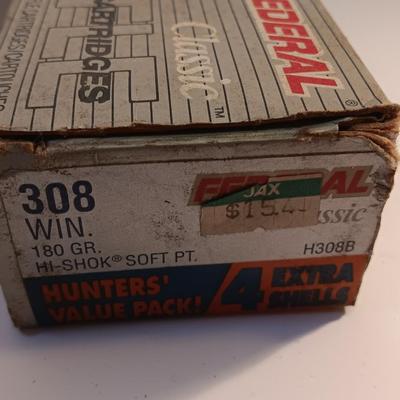 FEDERAL®
Classic™
CARTRIDGES
308
WIN.
180 GR.
HI-SHOK® SOFT PT.
FEDERAL
JAX
Classic
H308B
HUNTERS'
VALUE PACK!
4 EXTRA
SHELLS